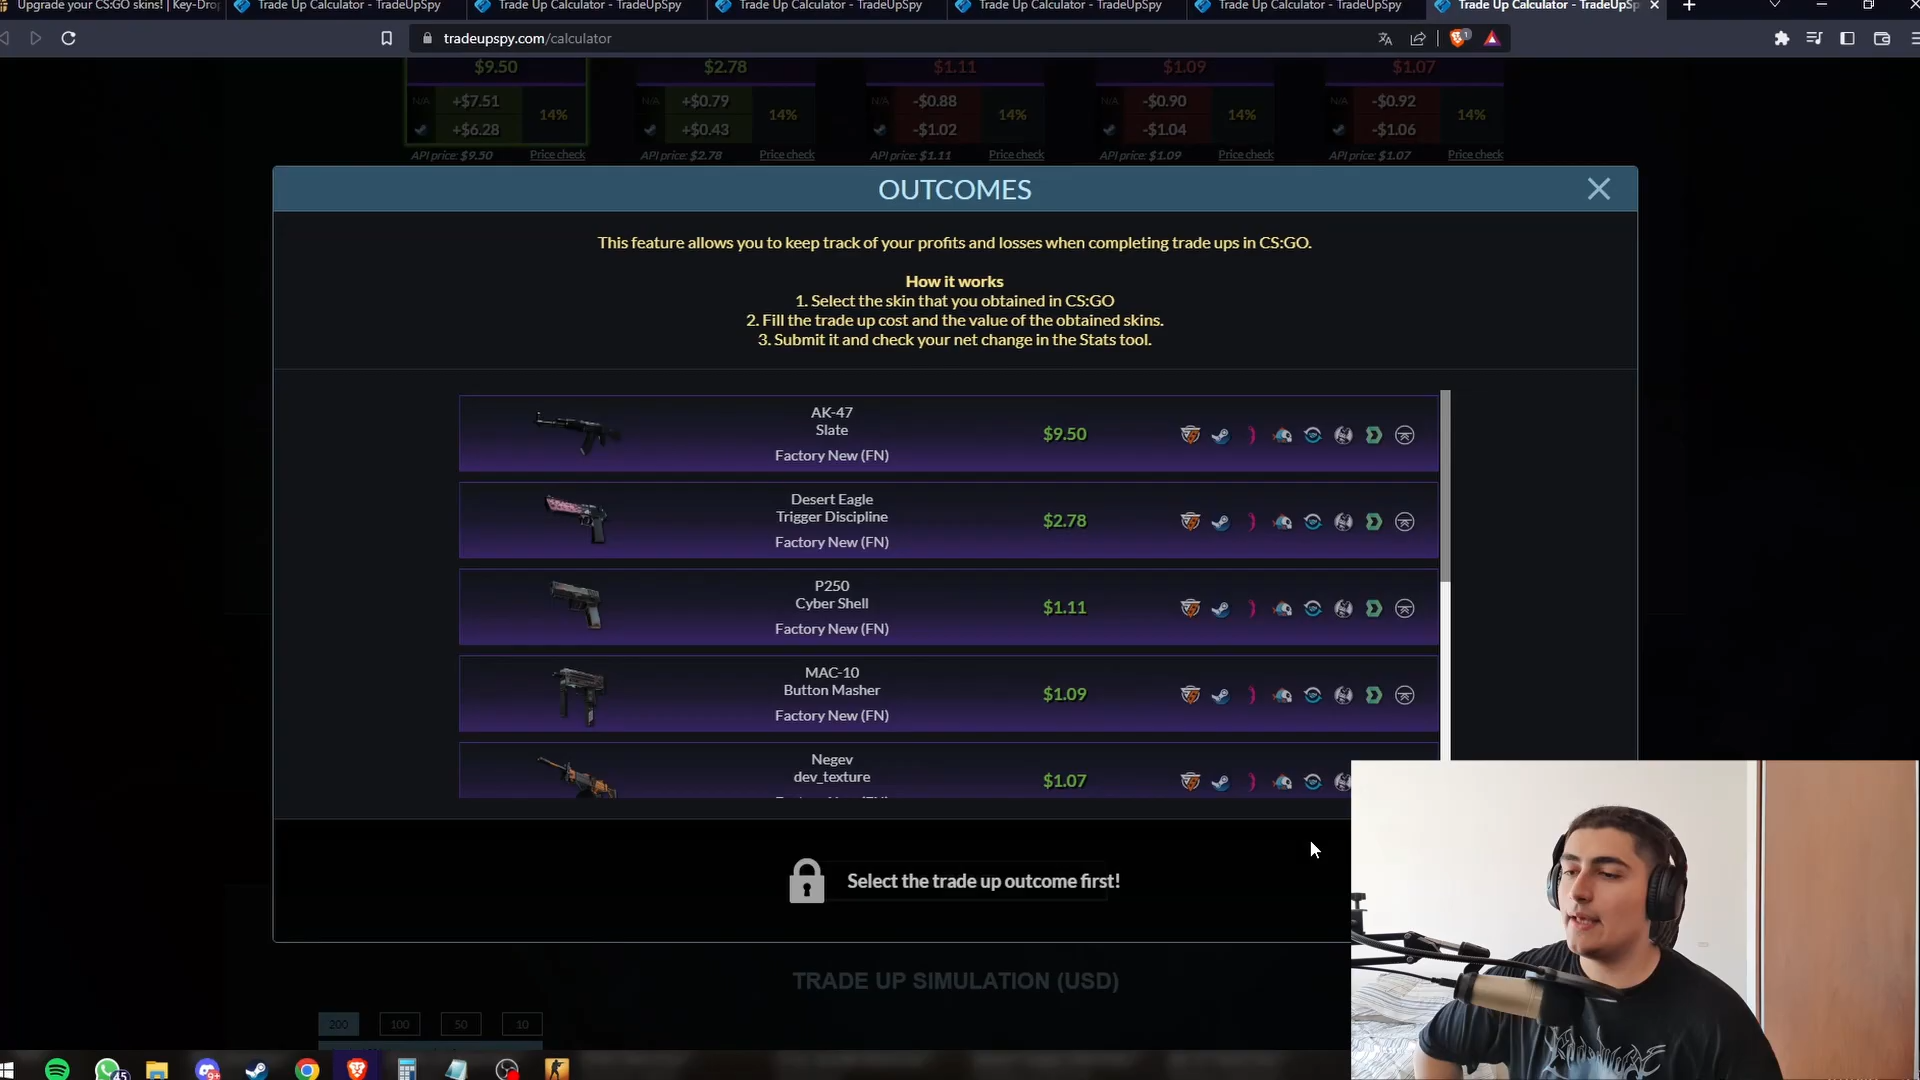 Upgrade your CS:GO skins! | Key-Drop
Trade Up Calculator - TradeUpSpy
Trade Up Calculator - TradeUpSpy
Trade Up Calculator - TradeUpSpy
Trade Up Calculator - TradeUpSpy
Trade Up Calculator - TradeUpSpy
Trade Up Calculator - TradeUpSp
tradeupspy.com/calculator
1
$9.50
$2.78
$1.11
$1.09
$1.07
N/A +$7.51 14%
+$6.28
N/A +$0.79 14%
+$0.43
N/A -$0.88 14%
-$1.02
N/A -$0.90 14%
-$1.04
N/A -$0.92 14%
-$1.06
API price: $9.50 Price check
API price: $2.78 Price check
API price: $1.11 Price check
API price: $1.09 Price check
API price: $1.07 Price check
OUTCOMES
This feature allows you to keep track of your profits and losses when completing trade ups in CS:GO.
How it works
1. Select the skin that you obtained in CS:GO
2. Fill the trade up cost and the value of the obtained skins.
3. Submit it and check your net change in the Stats tool.
AK-47
Slate
Factory New (FN)
$9.50
Desert Eagle
Trigger Discipline
Factory New (FN)
$2.78
P250
Cyber Shell
Factory New (FN)
$1.11
MAC-10
Button Masher
Factory New (FN)
$1.09
Negev
dev_texture
$1.07
Select the trade up outcome first!
TRADE UP SIMULATION (USD)
200
100
50
10
45
9+